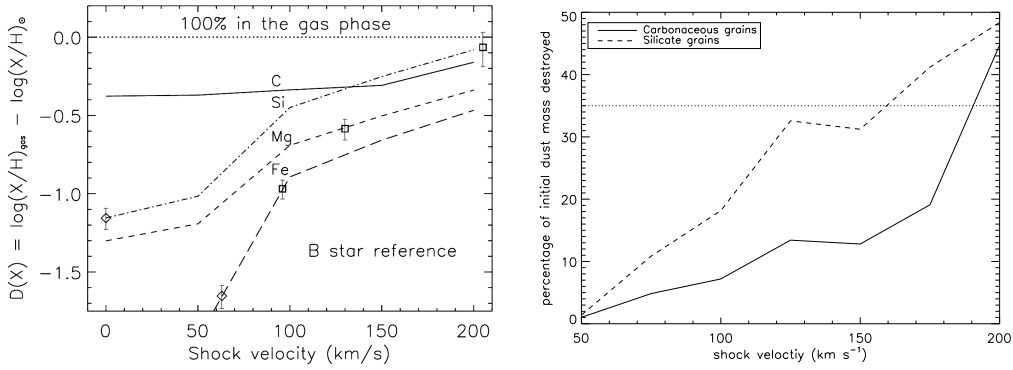 100% in the gas phase
0.0
−0.5
−1.0
−1.5
D(X) = log(X/H)gas − log(X/H)⊙
C
Si
Mg
Fe
B star reference
0 50 100 150 200
Shock velocity (km/s)
Carbonaceous grains
Silicate grains
50
40
30
20
10
0
percentage of initial dust mass destroyed
50 100 150 200
shock veloctiy (km s⁻¹)